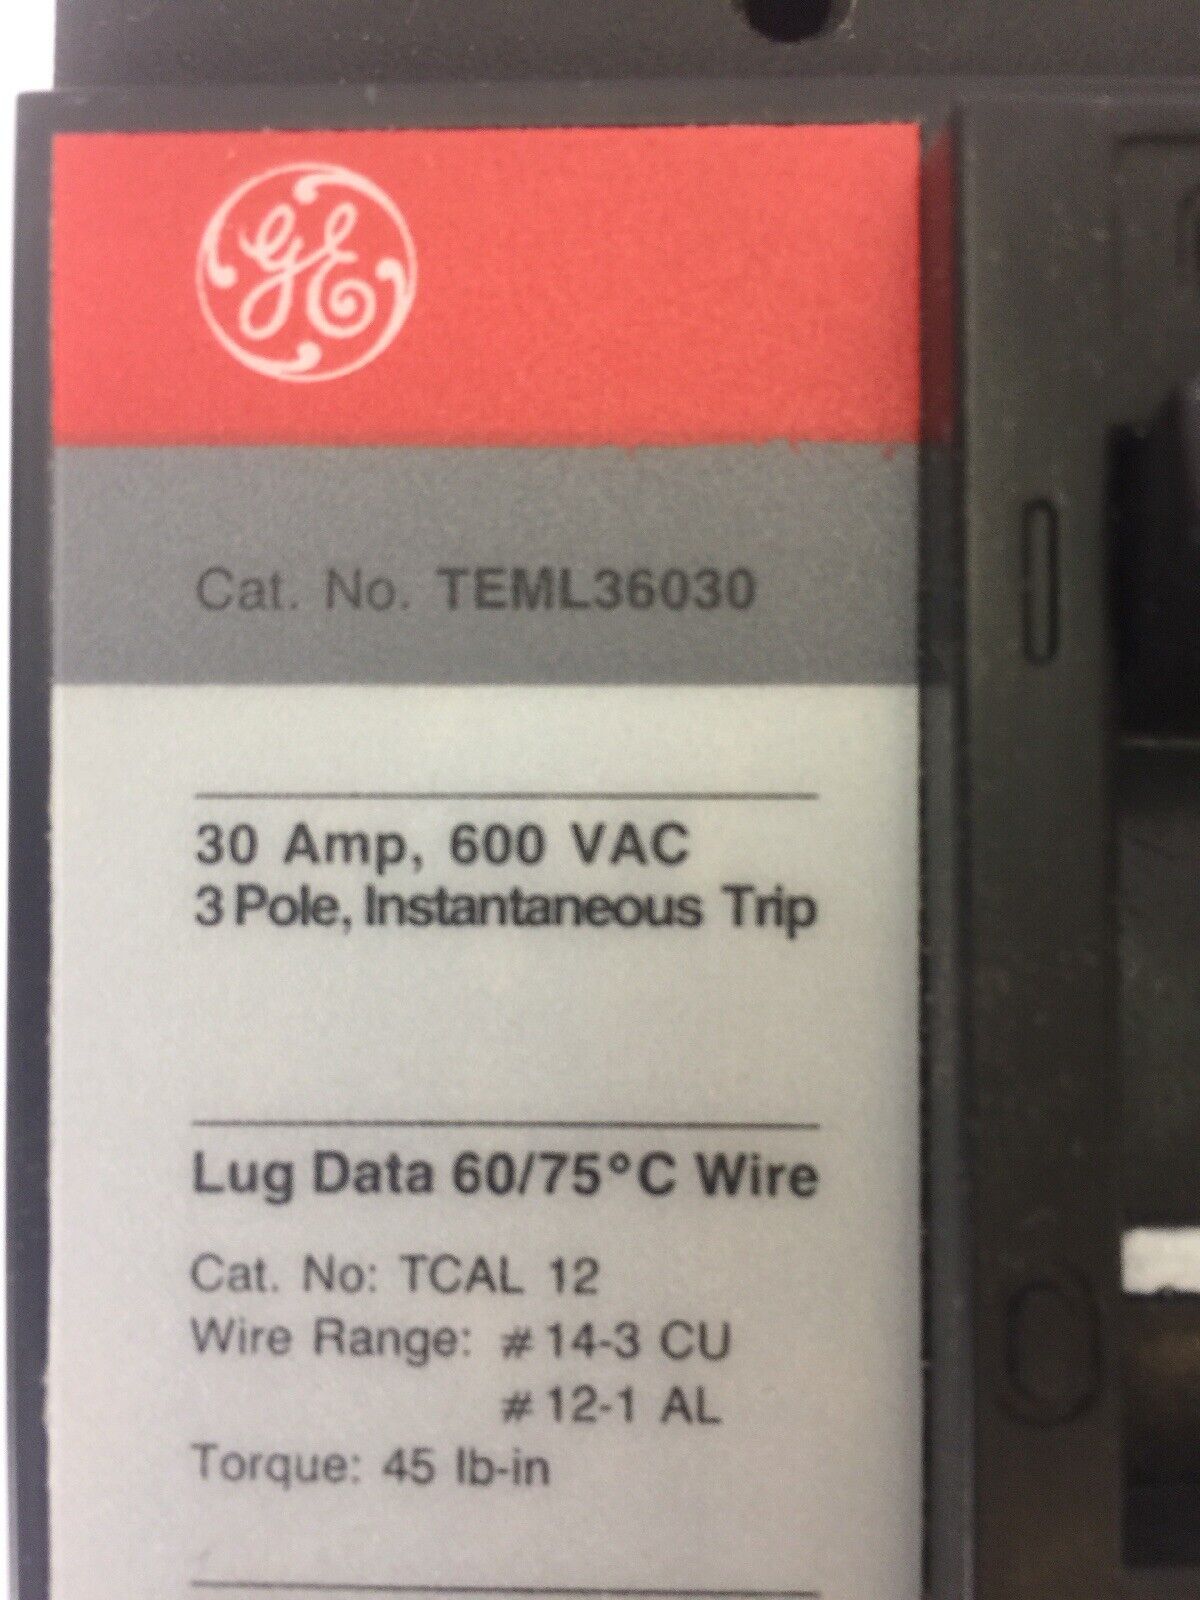 GE
Cat. No. TEML36030
30 Amp, 600 VAC
3 Pole, Instantaneous Trip
Lug Data 60/75°C Wire
Cat. No: TCAL 12
Wire Range: #14-3 CU
#12-1 AL
Torque: 45 lb-in